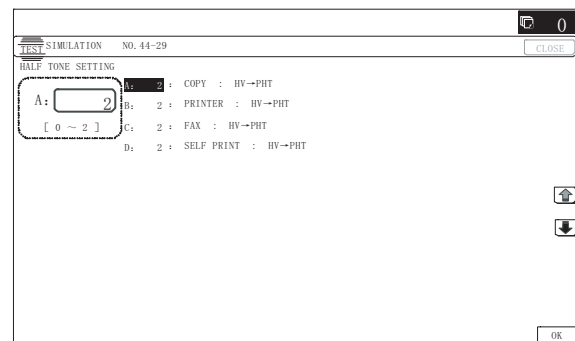 0
TEST SIMULATION NO. 44-29 CLOSE
HALF TONE SETTING
A: 2
[ 0 ~ 2 ]
A: 2 : COPY : HV→PHT
B: 2 : PRINTER : HV→PHT
C: 2 : FAX : HV→PHT
D: 2 : SELF PRINT : HV→PHT
OK